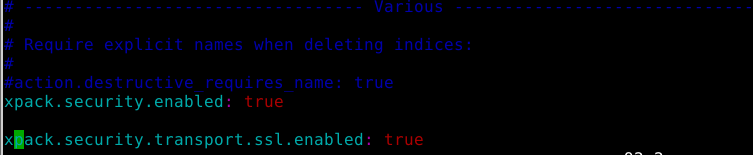 # ---------------------------------- Various -----------------------------------
#
# Require explicit names when deleting indices:
#
#action.destructive_requires_name: true
xpack.security.enabled: true
xpack.security.transport.ssl.enabled: true